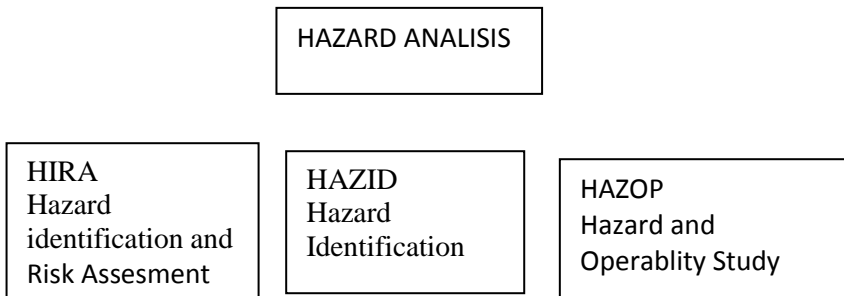 HAZARD ANALISIS
HIRA
Hazard
identification and
Risk Assesment
HAZID
Hazard
Identification
HAZOP
Hazard and
Operablity Study